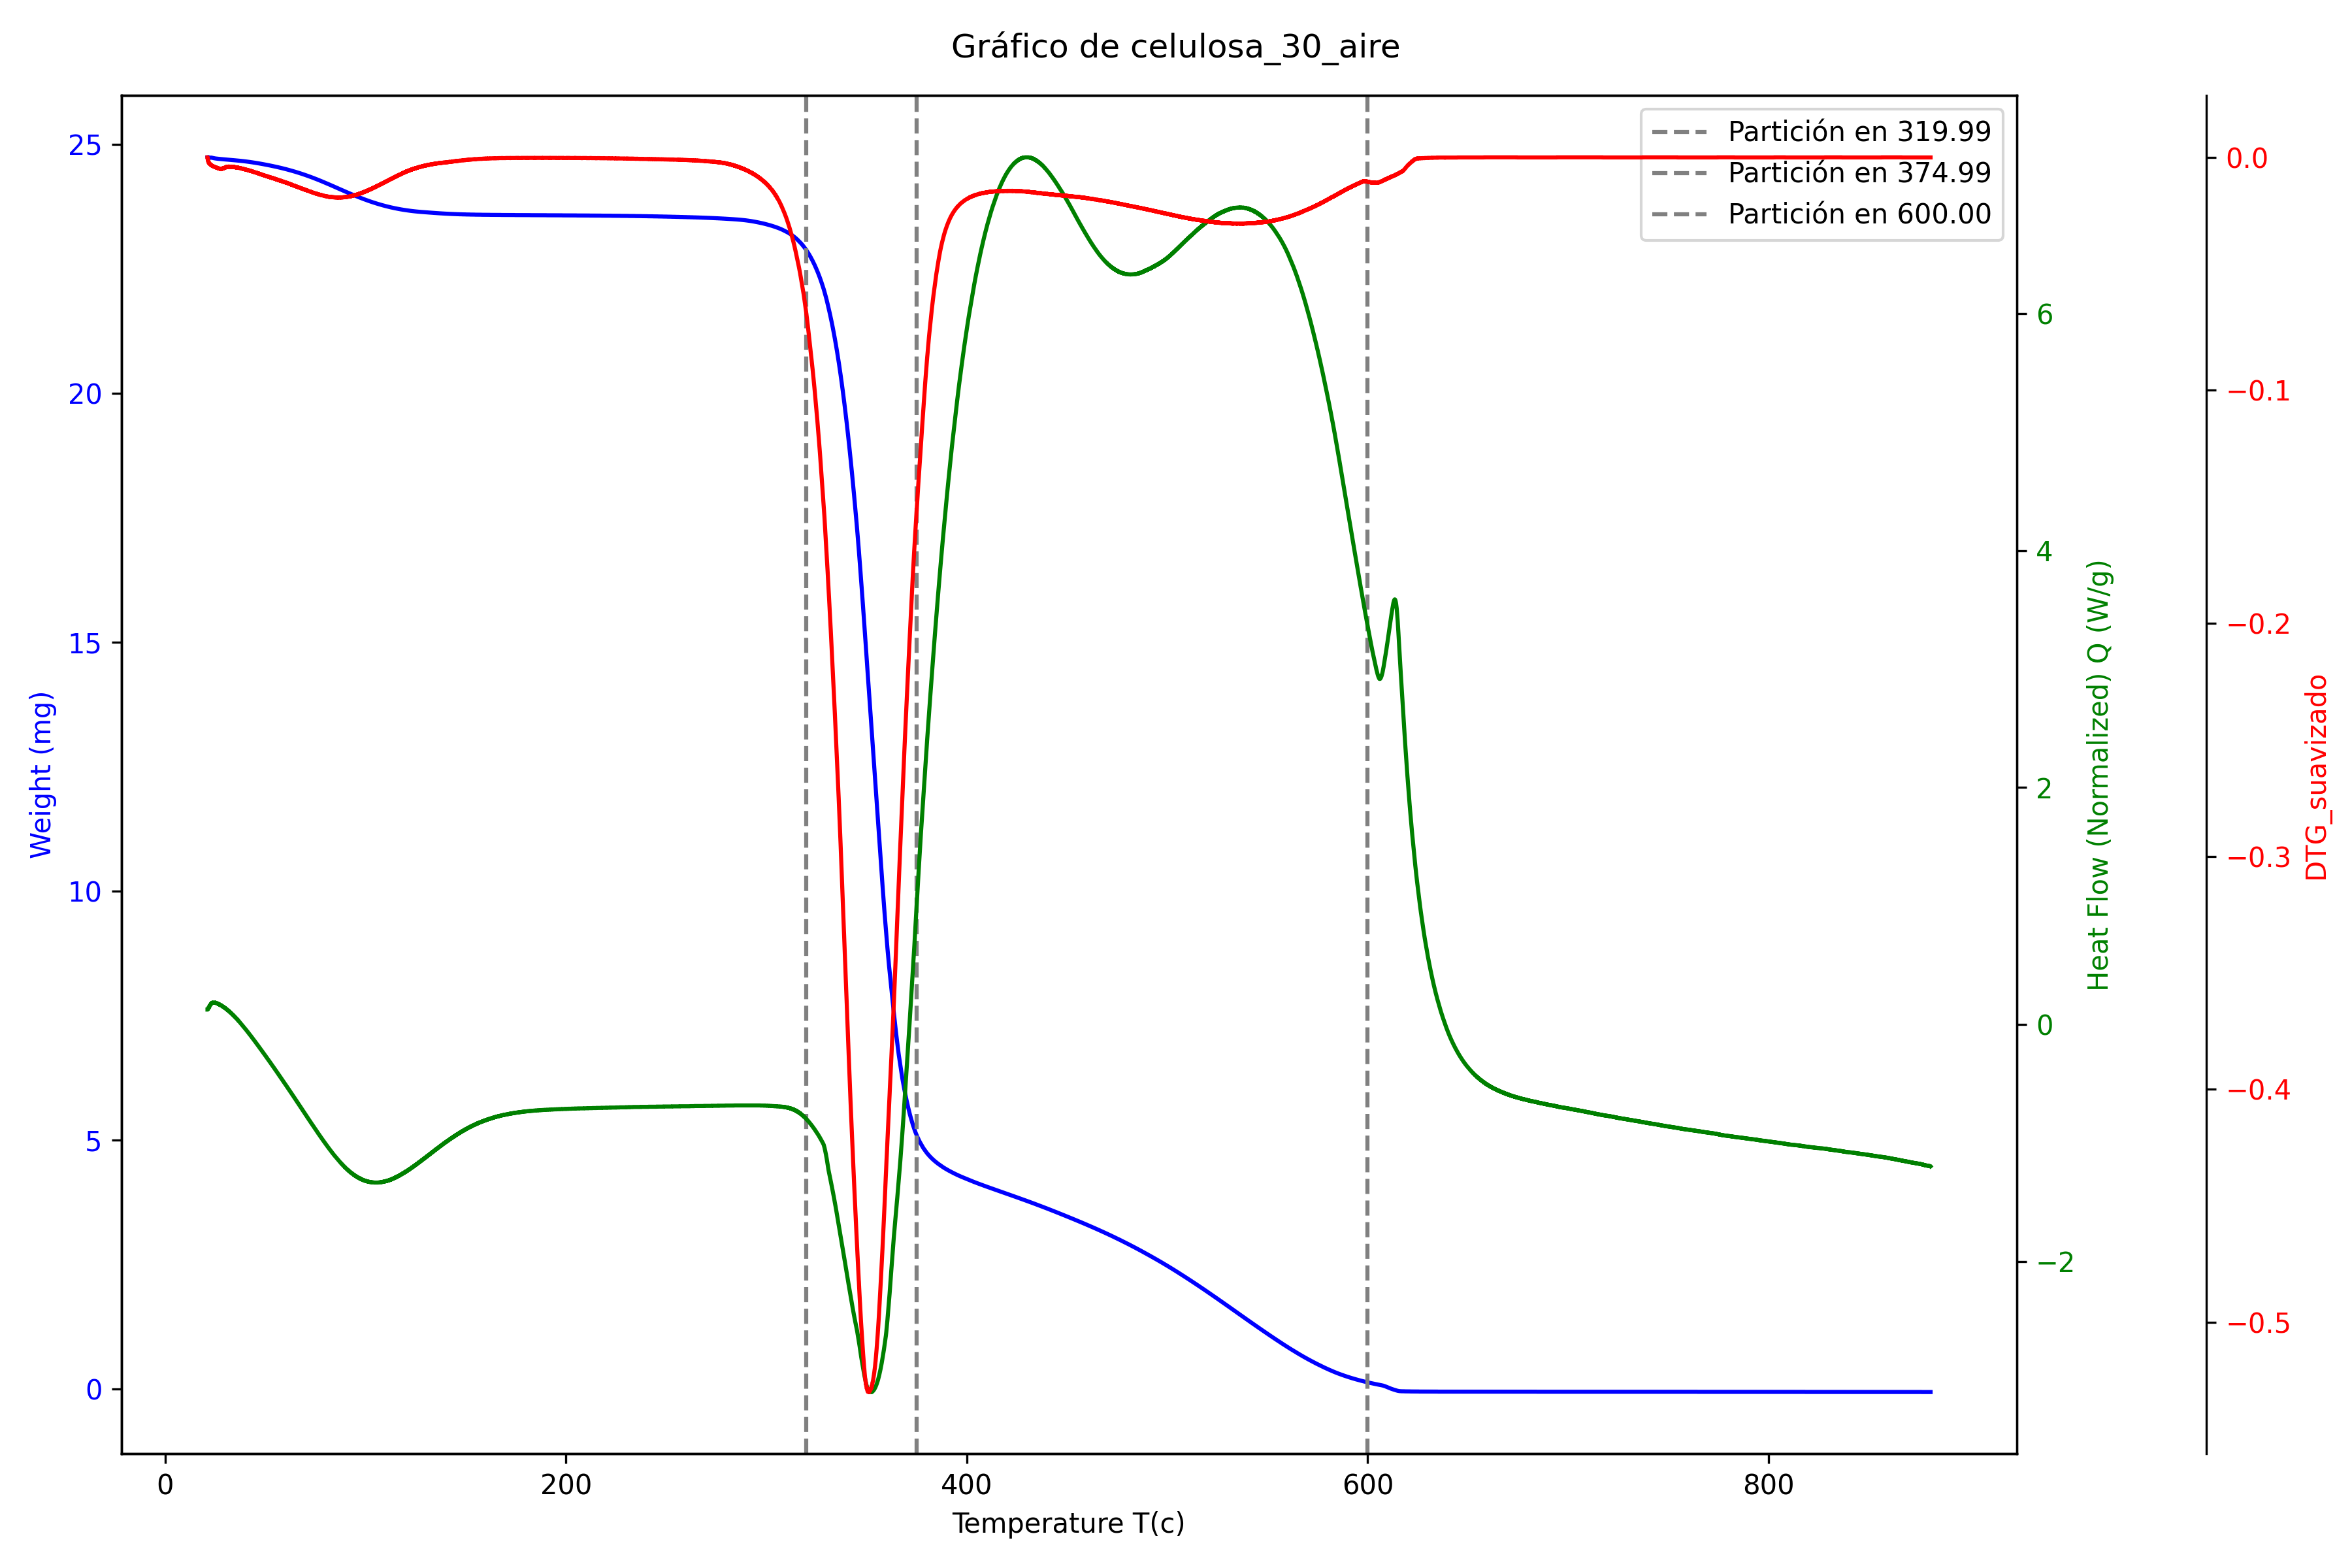 Gráfico de celulosa_30_aire
Partición en 319.99
Partición en 374.99
Partición en 600.00
Weight (mg)
25
20
15
10
5
0
0
200
400
600
800
Temperature T(c)
6
4
2
0
−2
Heat Flow (Normalized) Q (W/g)
0.0
−0.1
−0.2
−0.3
−0.4
−0.5
DTG_suavizado